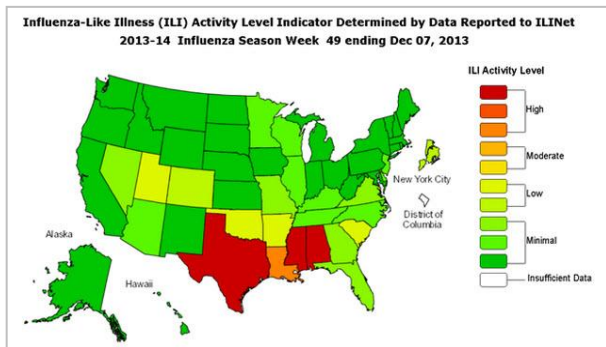 Influenza-Like Illness (ILI) Activity Level Indicator Determined by Data Reported to ILINet
2013-14 Influenza Season Week 49 ending Dec 07, 2013
ILI Activity Level
High
Moderate
Low
Minimal
Insufficient Data
New York City
District of
Columbia
Alaska
Hawaii